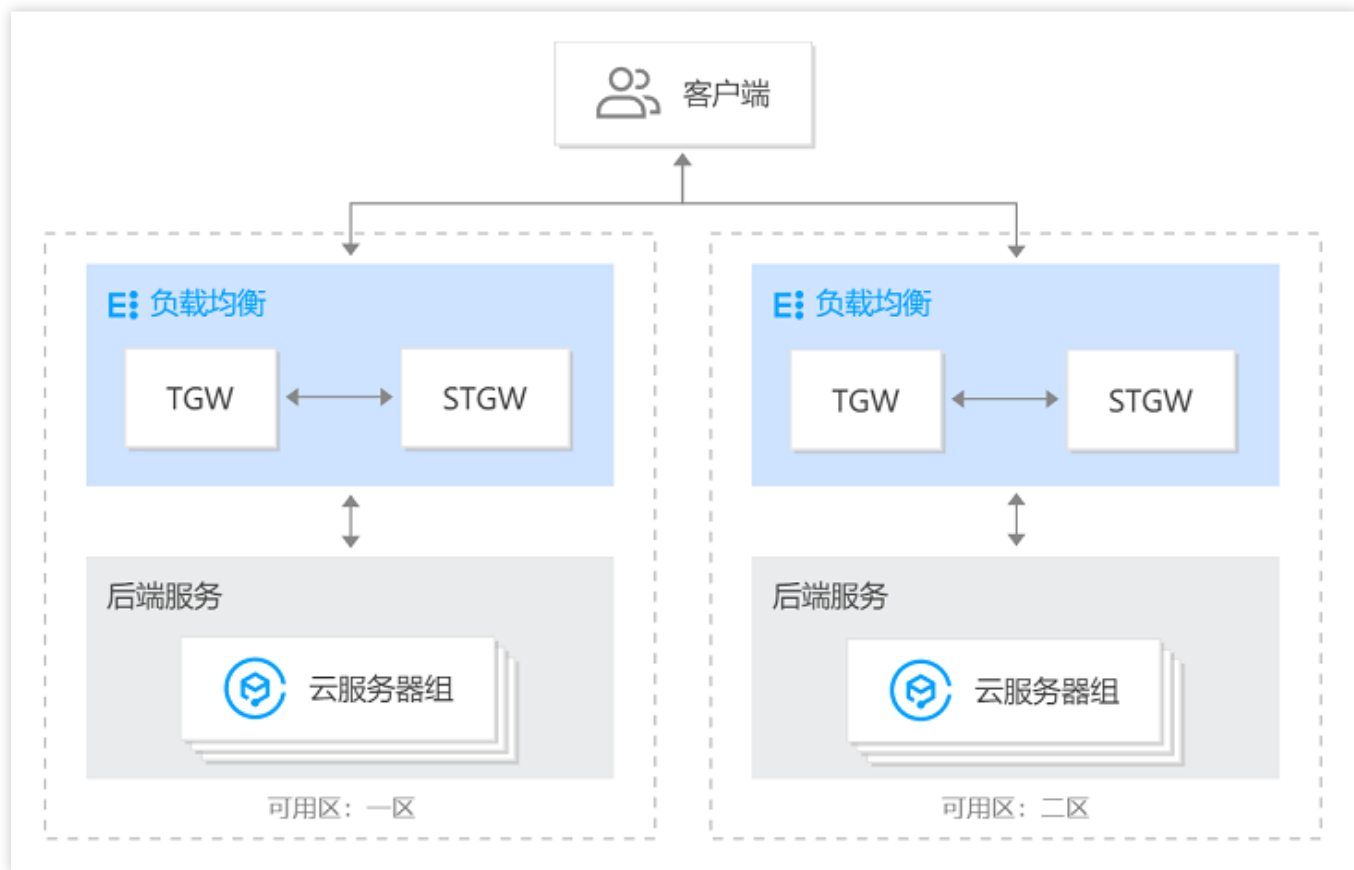 客户端
负载均衡
TGW
STGW
后端服务
云服务器组
可用区：一区
负载均衡
TGW
STGW
后端服务
云服务器组
可用区：二区